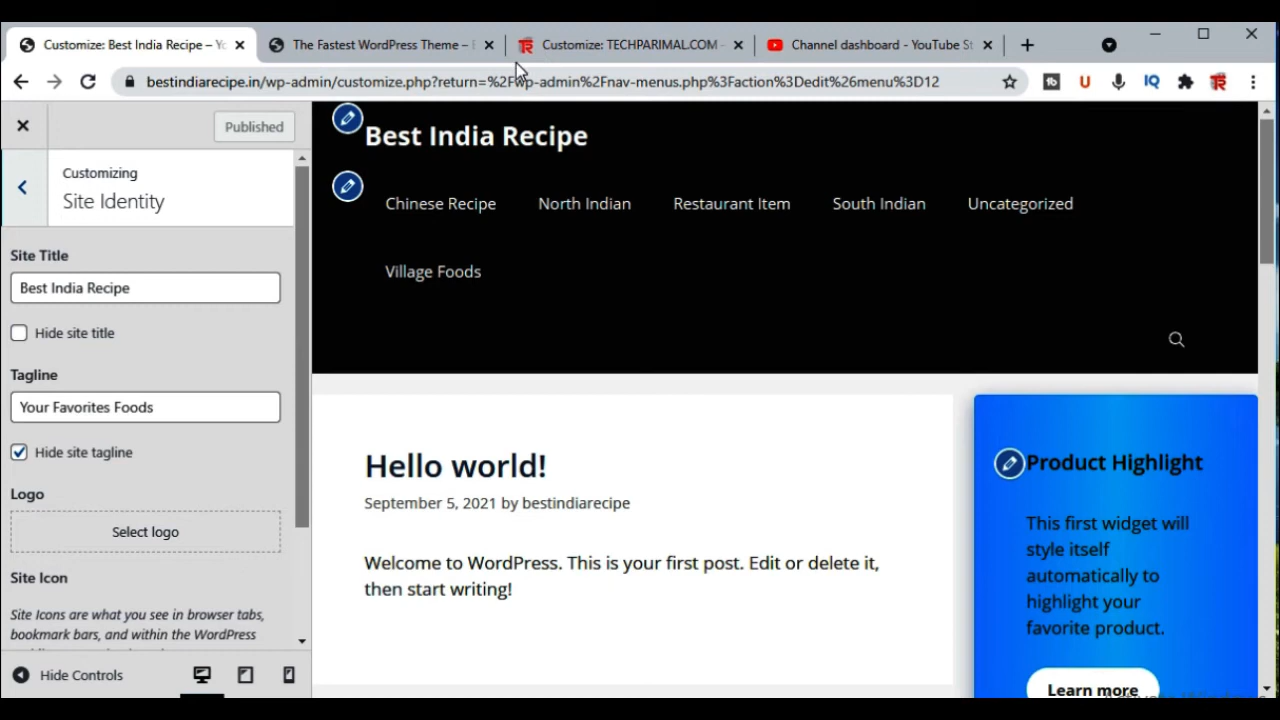 Customize: Best India Recipe – Yo
The Fastest WordPress Theme – E
Customize: TECHPARIMAL.COM -
Channel dashboard - YouTube St
bestindiarecipe.in/wp-admin/customize.php?return=%2Fwp-admin%2Fnav-menus.php%3Faction%3Dedit%26menu%3D12
Published
Customizing
Site Identity
Site Title
Best India Recipe
Hide site title
Tagline
Your Favorites Foods
Hide site tagline
Logo
Select logo
Site Icon
Site Icons are what you see in browser tabs,
bookmark bars, and within the WordPress
Hide Controls
Best India Recipe
Chinese Recipe
North Indian
Restaurant Item
South Indian
Uncategorized
Village Foods
Hello world!
September 5, 2021 by bestindiarecipe
Welcome to WordPress. This is your first post. Edit or delete it,
then start writing!
Product Highlight
This first widget will
style itself
automatically to
highlight your
favorite product.
Learn more